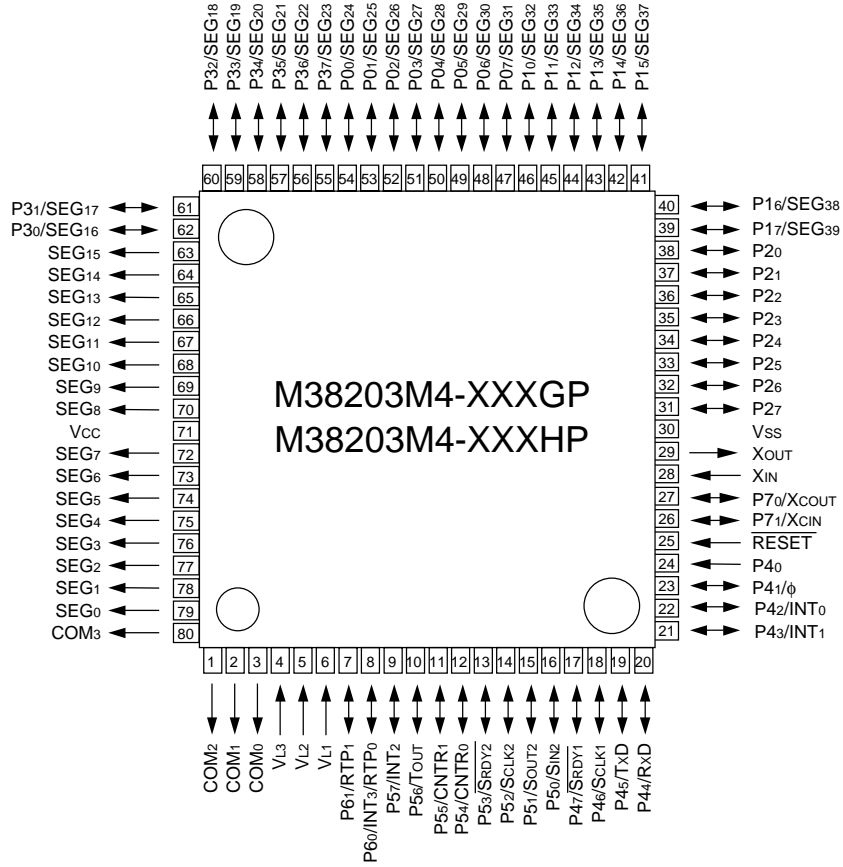 P32/SEG18
P33/SEG19
P34/SEG20
P35/SEG21
P36/SEG22
P37/SEG23
P00/SEG24
P01/SEG25
P02/SEG26
P03/SEG27
P04/SEG28
P05/SEG29
P06/SEG30
P07/SEG31
P10/SEG32
P11/SEG33
P12/SEG34
P13/SEG35
P14/SEG36
P15/SEG37
60 59 58 57 56 55 54 53 52 51 50 49 48 47 46 45 44 43 42 41
P31/SEG17 61
P30/SEG16 62
SEG15 63
SEG14 64
SEG13 65
SEG12 66
SEG11 67
SEG10 68
SEG9 69
SEG8 70
VCC 71
SEG7 72
SEG6 73
SEG5 74
SEG4 75
SEG3 76
SEG2 77
SEG1 78
SEG0 79
COM3 80
M38203M4-XXXGP
M38203M4-XXXHP
40 P16/SEG38
39 P17/SEG39
38 P20
37 P21
36 P22
35 P23
34 P24
33 P25
32 P26
31 P27
30 VSS
29 XOUT
28 XIN
27 P70/XCOUT
26 P71/XCIN
25 RESET
24 P40
23 P41/ϕ
22 P42/INT0
21 P43/INT1
1 2 3 4 5 6 7 8 9 10 11 12 13 14 15 16 17 18 19 20
COM2
COM1
COM0
VL3
VL2
VL1
P61/RTP1
P60/INT3/RTP0
P57/INT2
P56/TOUT
P55/CNTR1
P54/CNTR0
P53/SRDY2
P52/SCLK2
P51/SOUT2
P50/SIN2
P47/SRDY1
P46/SCLK1
P45/TXD
P44/RXD